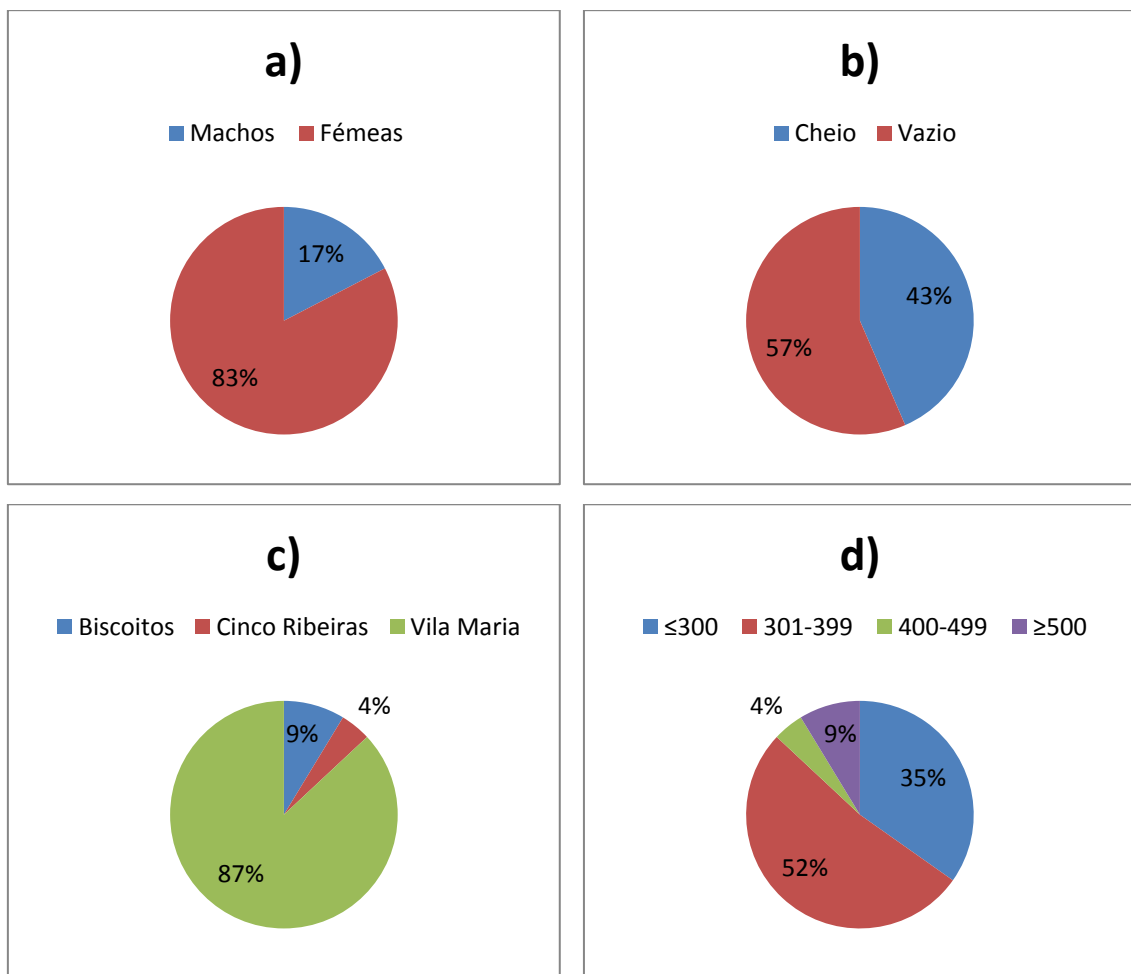 a)
Machos Fémeas
17%
83%
b)
Cheio Vazio
43%
57%
c)
Biscoitos Cinco Ribeiras Vila Maria
4%
9%
87%
d)
≤300 301-399 400-499 ≥500
4%
9%
35%
52%